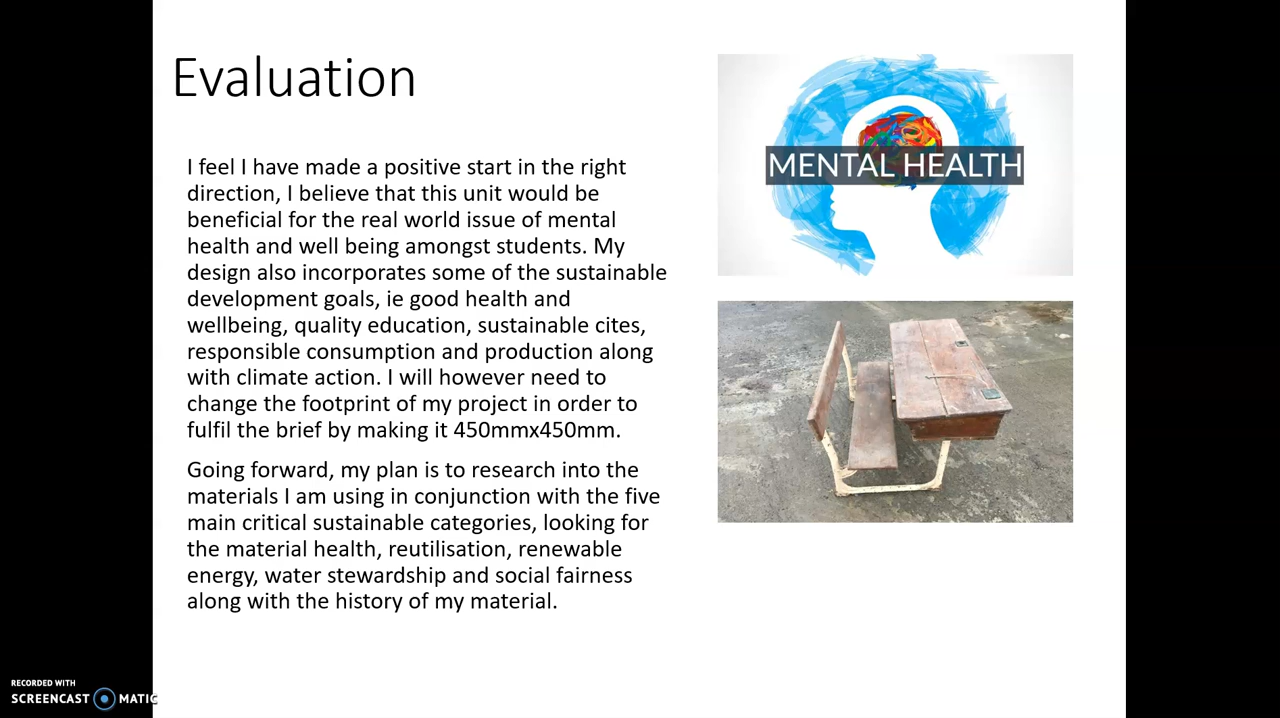 Evaluation
I feel I have made a positive start in the right
direction, I believe that this unit would be
beneficial for the real world issue of mental
health and well being amongst students. My
design also incorporates some of the sustainable
development goals, ie good health and
wellbeing, quality education, sustainable cites,
responsible consumption and production along
with climate action. I will however need to
change the footprint of my project in order to
fulfil the brief by making it 450mmx450mm.
Going forward, my plan is to research into the
materials I am using in conjunction with the five
main critical sustainable categories, looking for
the material health, reutilisation, renewable
energy, water stewardship and social fairness
along with the history of my material.
MENTAL HEALTH
RECORDED WITH
SCREENCAST MATIC